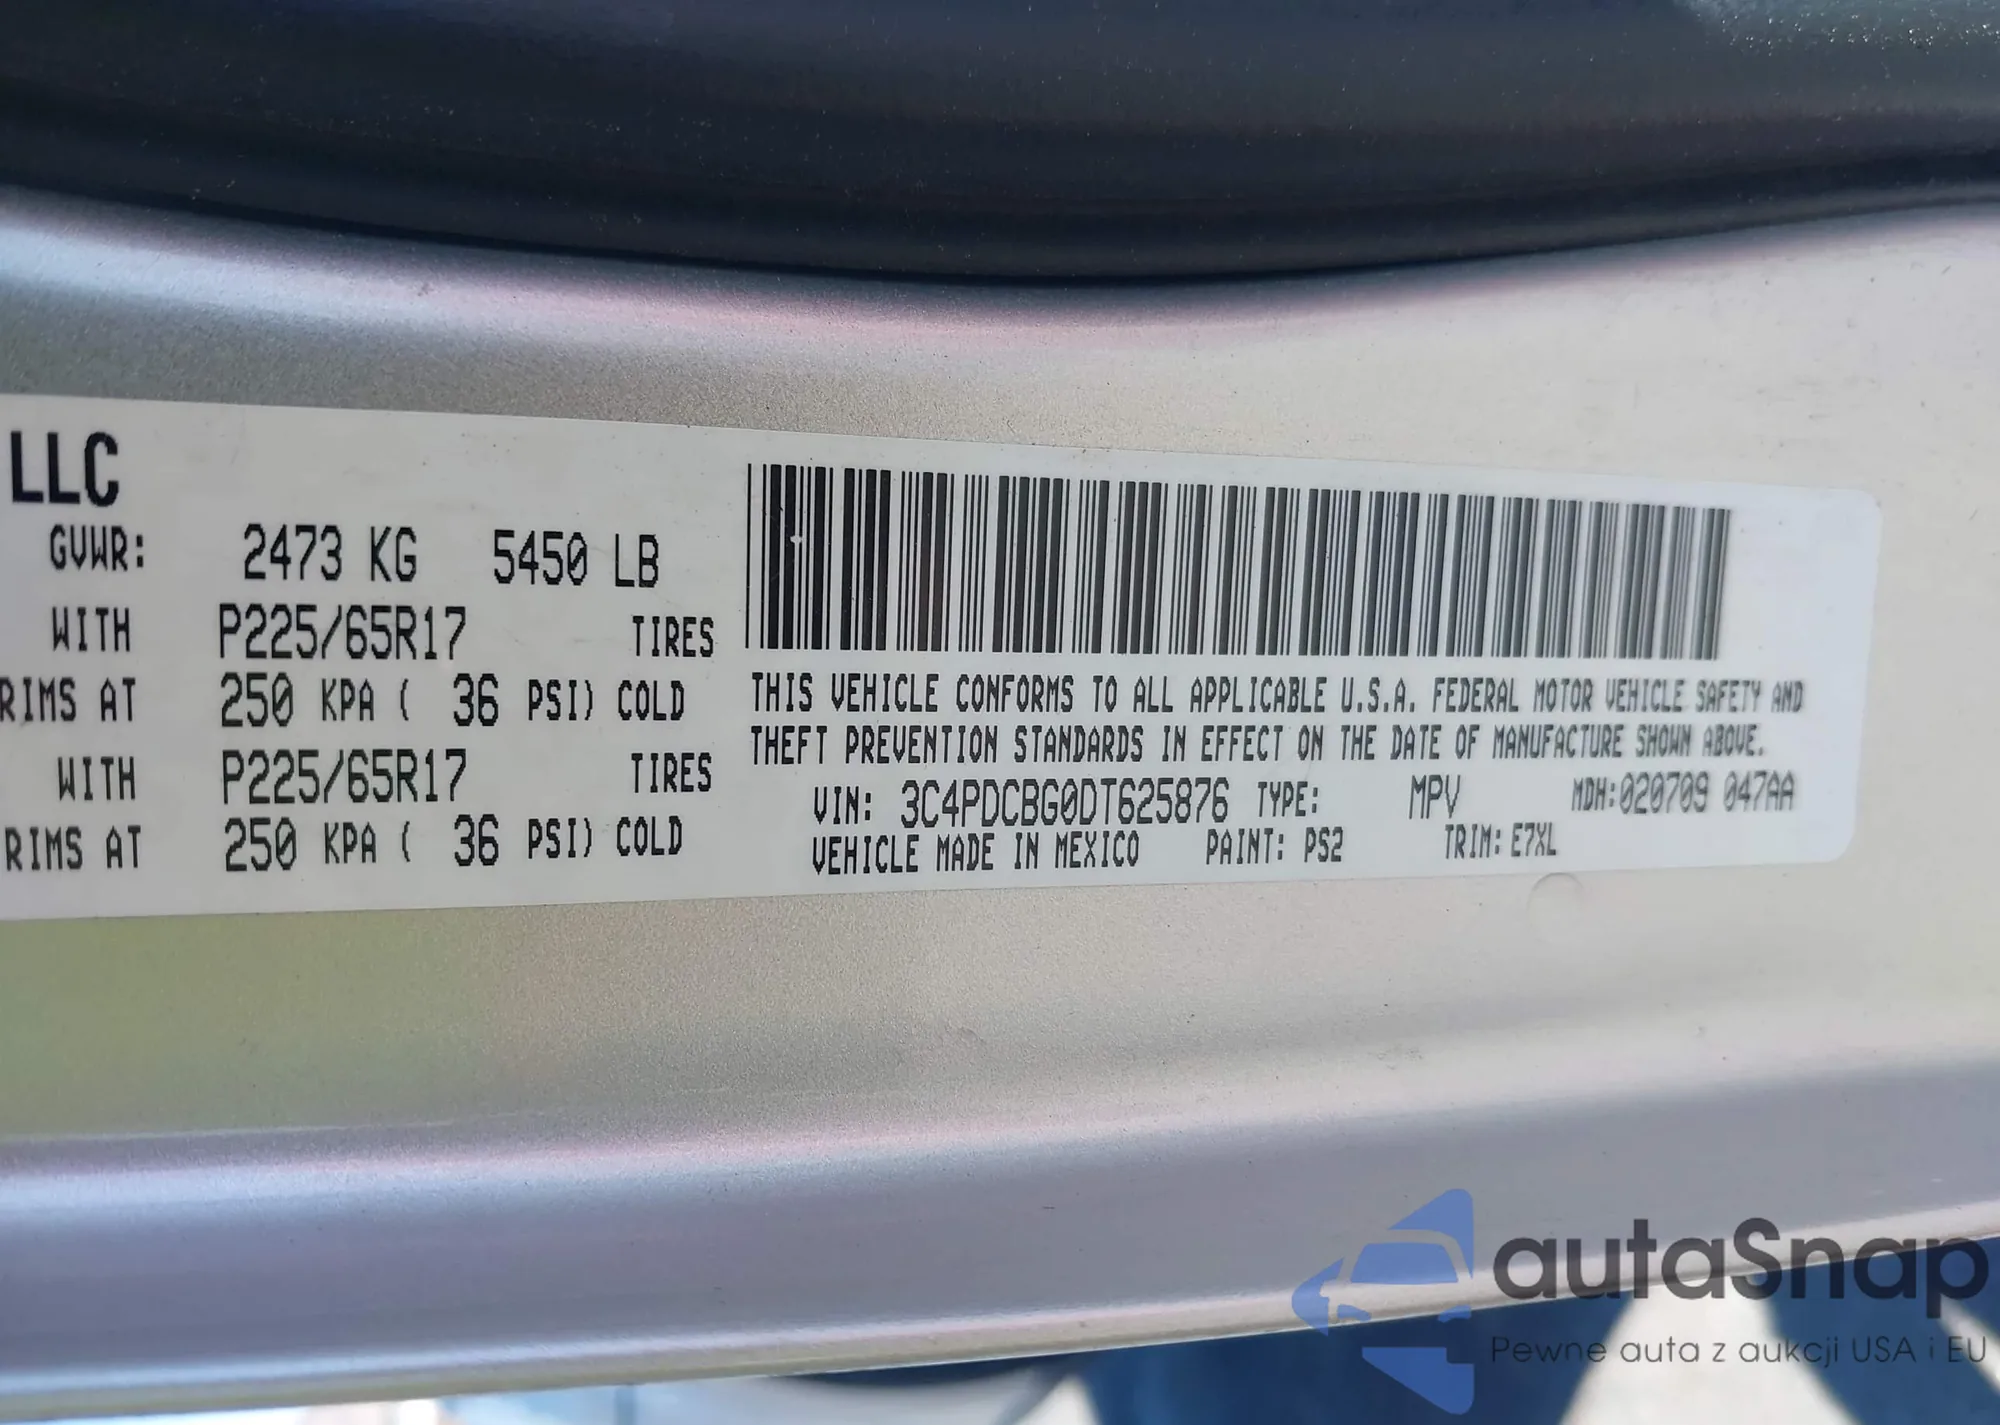 LLC
GVWR: 2473 KG 5450 LB
WITH P225/65R17 TIRES
RIMS AT 250 KPA ( 36 PSI) COLD
WITH P225/65R17 TIRES
RIMS AT 250 KPA ( 36 PSI) COLD
THIS VEHICLE CONFORMS TO ALL APPLICABLE U.S.A. FEDERAL MOTOR VEHICLE SAFETY AND
THEFT PREVENTION STANDARDS IN EFFECT ON THE DATE OF MANUFACTURE SHOWN ABOVE.
VIN: 3C4PDCBG0DT625876 TYPE: MPV MDH:020709 047AA
VEHICLE MADE IN MEXICO PAINT: PS2 TRIM: E7XL
autaSnap
Pewne auta z aukcji USA i EU